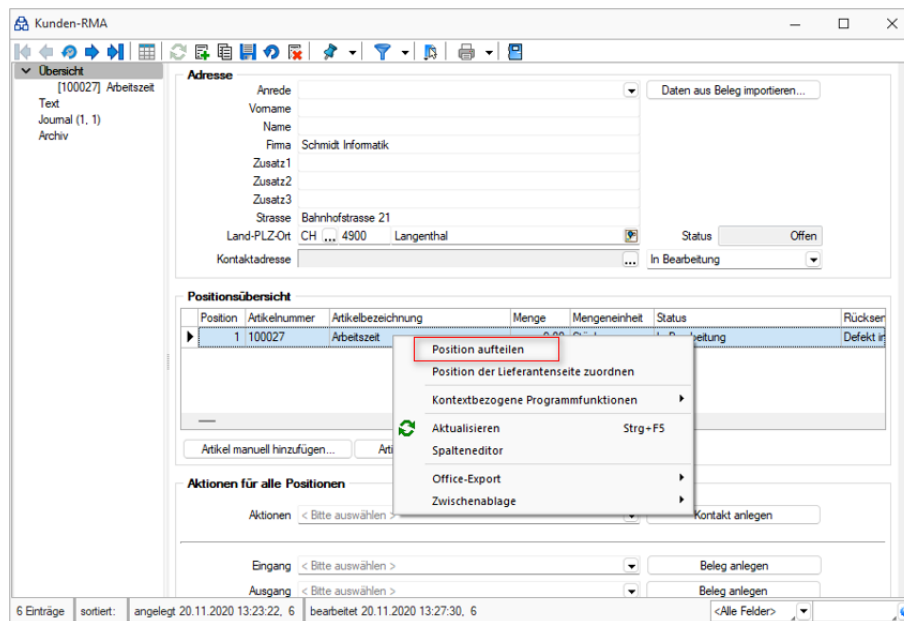 Kunden-RMA
Übersicht
[100027] Arbeitszeit
Text
Journal (1, 1)
Archiv
Adresse
Anrede
Daten aus Beleg importieren...
Vorname
Name
Firma Schmidt Informatik
Zusatz1
Zusatz2
Zusatz3
Strasse Bahnhofstrasse 21
Land-PLZ-Ort CH ... 4900 Langenthal
Status Offen
Kontaktadresse ... In Bearbeitung
Positionsübersicht
Position Artikelnummer Artikelbezeichnung Menge Mengeneinheit Status Rücksen
1 100027 Arbeitszeit Defekt in
Position aufteilen
Position der Lieferantenseite zuordnen
Kontextbezogene Programmfunktionen
Aktualisieren Strg+F5
Spalteneditor
Office-Export
Zwischenablage
Artikel manuell hinzufügen...
Aktionen für alle Positionen
Aktionen < Bitte auswählen > Kontakt anlegen
Eingang < Bitte auswählen > Beleg anlegen
Ausgang < Bitte auswählen > Beleg anlegen
6 Einträge sortiert: angelegt 20.11.2020 13:23:22, 6 bearbeitet 20.11.2020 13:27:30, 6 <Alle Felder>